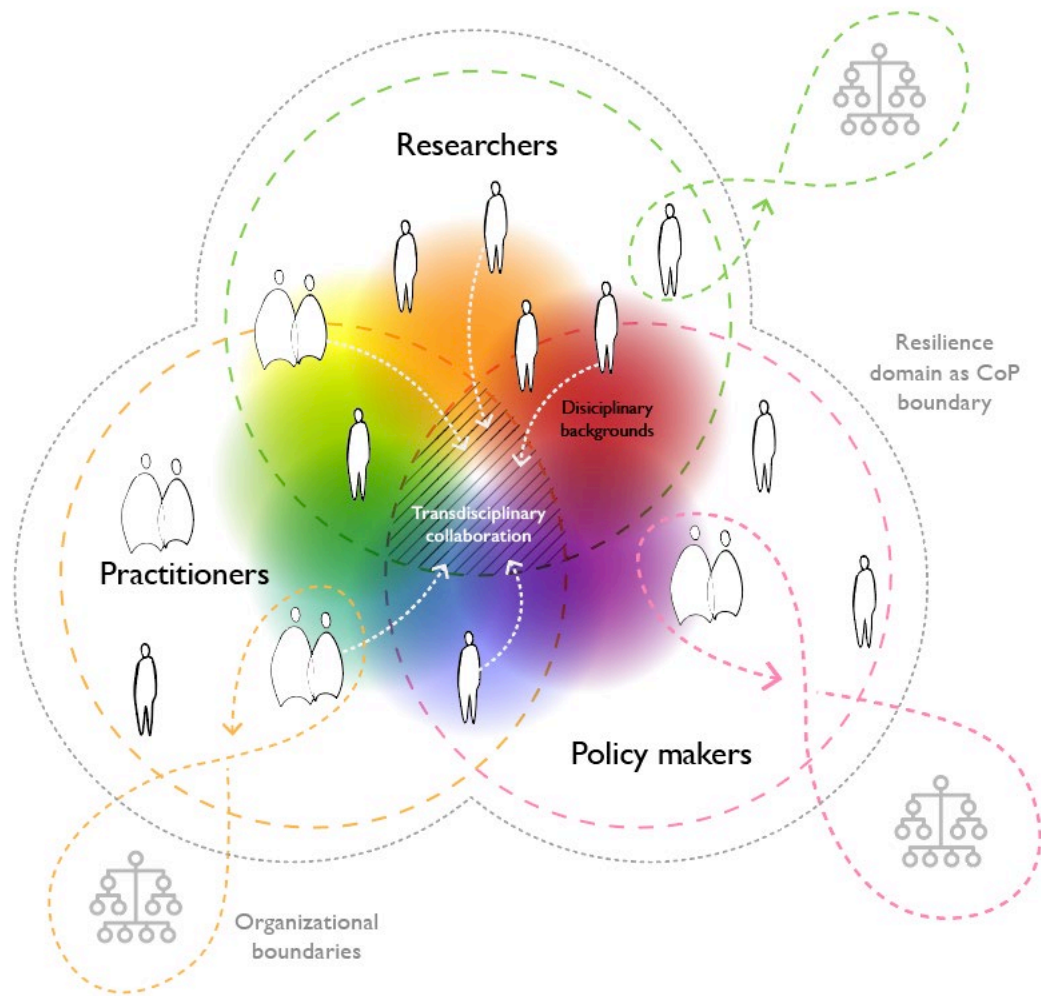 Researchers
Resilience
domain as CoP
boundary
Disiciplinary
backgrounds
Transdisciplinary
collaboration
Practitioners
Policy makers
Organizational
boundaries